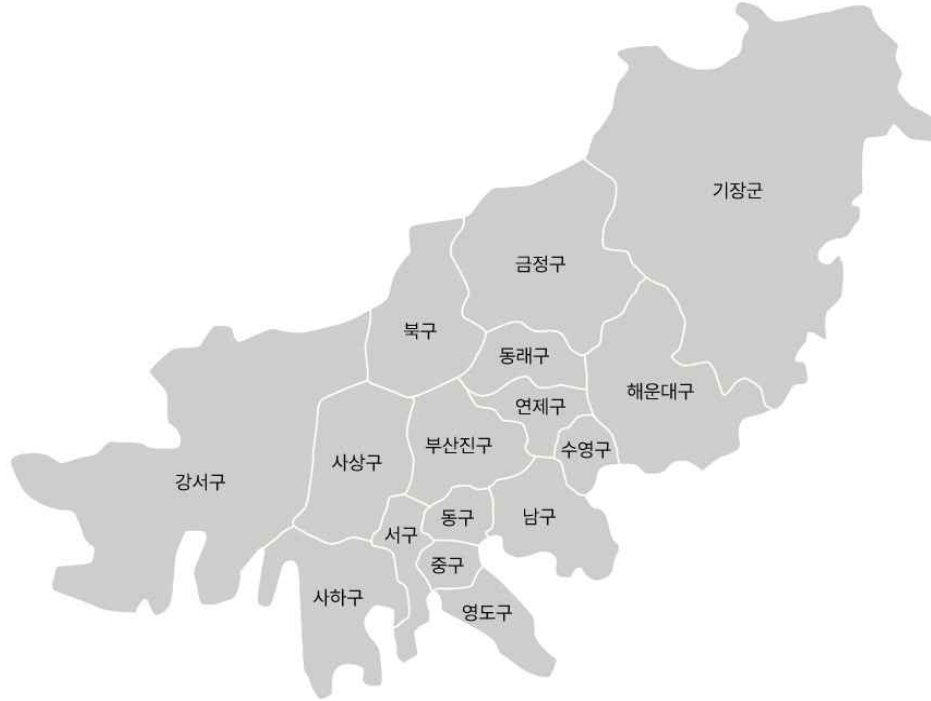 기장군
금정구
북구
동래구
해운대구
연제구
부산진구
수영구
사상구
강서구
동구
남구
서구
중구
사하구
영도구